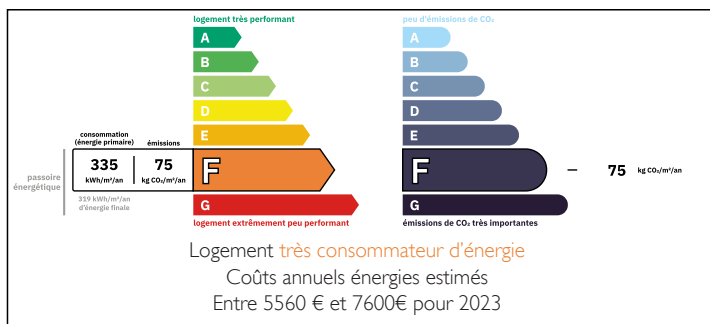 logement très performant
A
B
C
D
E
consommation
(énergie primaire)
émissions
335
kWh/m²/an
75
kg CO₂/m²/an
F
passoire
énergétique
319 kWh/m²/an
d'énergie finale
G
logement extrêmement peu performant
peu d'émissions de CO₂
A
B
C
D
E
F
75 kg CO₂/m²/an
G
émissions de CO₂ très importantes
Logement très consommateur d'énergie
Coûts annuels énergies estimés
Entre 5560 € et 7600€ pour 2023